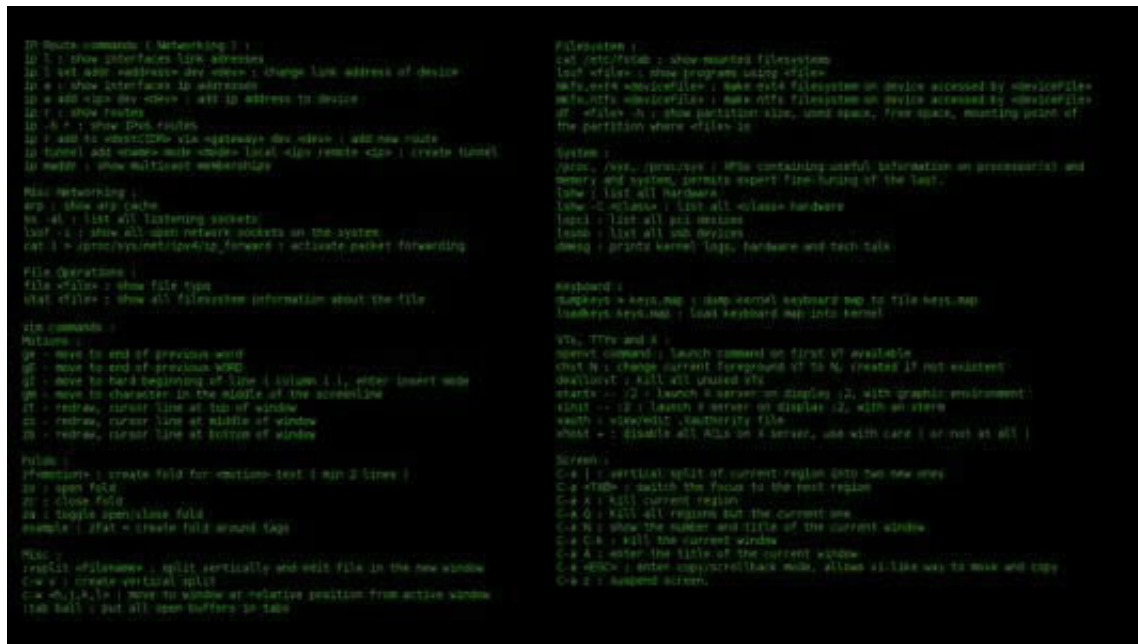 IP Route commands ( Networking ) :
ip l : show interfaces link adresses
ip l set addr <address> dev <dev> : change link address of device
ip a : show interfaces ip addresses
ip a add <ip> dev <dev> : add ip address to device
ip r : show routes
ip r : show IPv6 routes
ip r add to <destCIDR> via <gateway> dev <dev> : add new route
ip tunnel add <name> mode <mode> local <ip> remote <ip> : create tunnel
ip maddr : show multicast memberships
Misc Networking :
arp : show arp cache
ss -al : list all listening sockets
lsof -i : show all open network sockets on the system
cat 1 > /proc/sys/net/ipv4/ip_forward : activate packet forwarding
File Operations :
file <file> : show file type
stat <file> : show all filesystem information about the file
vim commands :
Motions :
ge - move to end of previous word
gE - move to end of previous WORD
gI - move to hard beginning of line ( column 1 ), enter insert mode
gm - move to character in the middle of the screenline
zt - redraw, cursor line at top of window
- redraw, cursor line at middle of window
zb - redraw, cursor line at bottom of window
Folds :
zf<motion> : create fold for <motion> text ( min 2 lines )
zo : open fold
zc : close fold
za : toggle open/close fold
example : zfat = create fold around tags
Misc :
:vsplit <filename> : split vertically and edit file in the new window
C-w v : create vertical split
c-w <h,j,k,l> : move to window at relative position from active window
:tab ball : put all open buffers in tabs
Filesystem :
cat /etc/fstab : show mounted filesystems
lsof <file> : show programs using <file>
mkfs.ext4 <deviceFile> : make ext4 filesystem on device accessed by <deviceFile>
mkfs.ntfs <deviceFile> : make ntfs filesystem on device accessed by <deviceFile>
df <file> -h : show partition size, used space, free space, mounting point of
the partition where <file> is
System :
/proc, /sys, /proc/sys : VFSs containing useful information on processor(s) and
memory and system, permits expert fine-tuning of the last.
lshw : list all hardware
lshw -C <class> : list all <class> hardware
lspci : list all pci devices
lsusb : list all usb devices
dmesg : prints kernel logs, hardware and tech talk
Keyboard :
dumpkeys > keys.map : dump kernel keyboard map to file keys.map
loadkeys keys.map : load keyboard map into kernel
VTs, TTYs and X :
openvt command : launch command on first VT available
chvt N : change current foreground VT to N, created if not existent
deallocvt : kill all unused VTs
startx -- :2 : launch X server on display :2, with graphic environment
xinit -- :2 : launch X server on display :2, with an xterm
xauth : view/edit .Xauthority file
xhost + : disable all ACLs on X server, use with care ( or not at all )
Screen :
C-a | : vertical split of current region into two new ones
C-a <TAB> : switch the focus to the next region
C-a X : kill current region
C-a Q : kill all regions but the current one
C-a N : show the number and title of the current window
C-a C-k : kill the current window
C-a A : enter the title of the current window
C-a <ESC> : enter copy/scrollback mode, allows vi-like way to move and copy
C-a z : suspend screen.